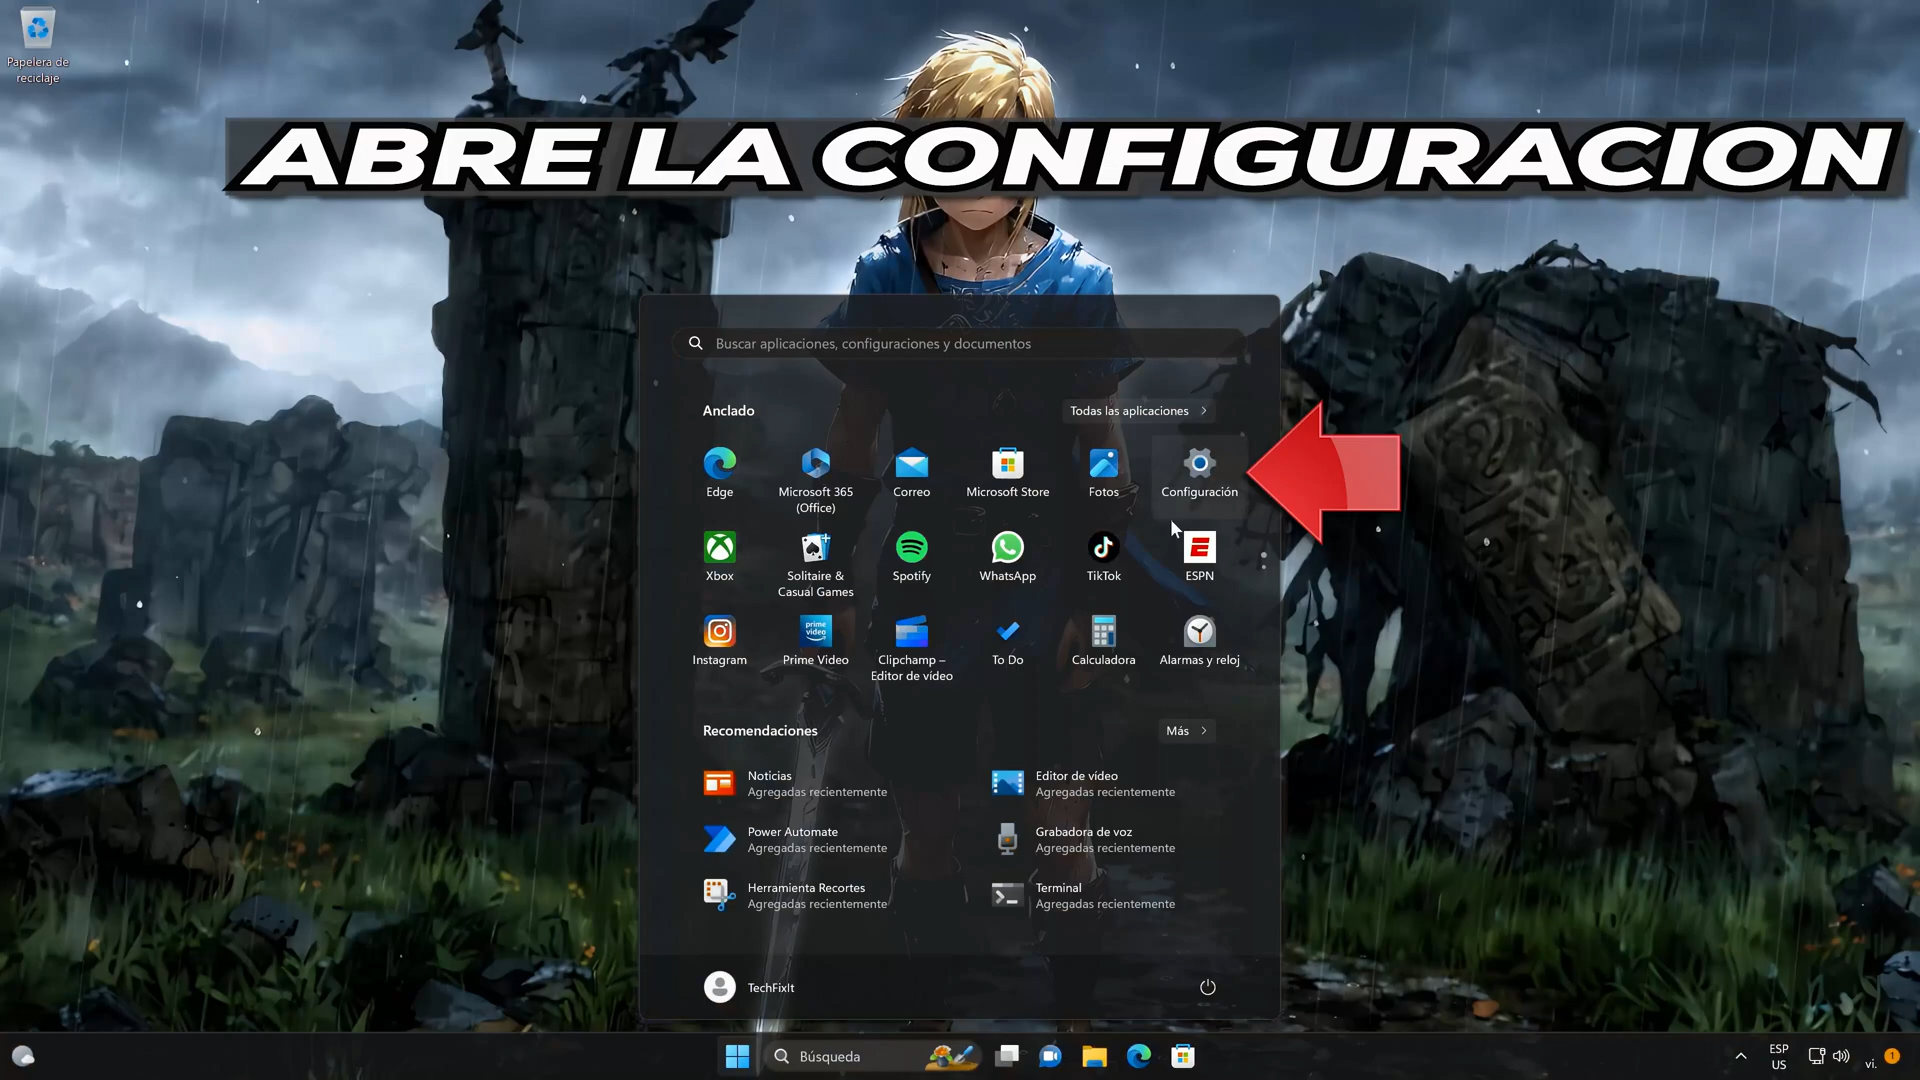 Papelera de
reciclaje
ABRE LA CONFIGURACION
Buscar aplicaciones, configuraciones y documentos
Anclado
Todas las aplicaciones
Edge
Microsoft 365
(Office)
Correo
Microsoft Store
Fotos
Configuración
Xbox
Solitaire &
Casual Games
Spotify
WhatsApp
TikTok
ESPN
Instagram
prime
video
Prime Video
Clipchamp –
Editor de vídeo
To Do
Calculadora
Alarmas y reloj
Recomendaciones
Más
Noticias
Agregadas recientemente
Editor de vídeo
Agregadas recientemente
Power Automate
Agregadas recientemente
Grabadora de voz
Agregadas recientemente
Herramienta Recortes
Agregadas recientemente
Terminal
Agregadas recientemente
TechFixIt
Búsqueda
ESP
US
vi.
1